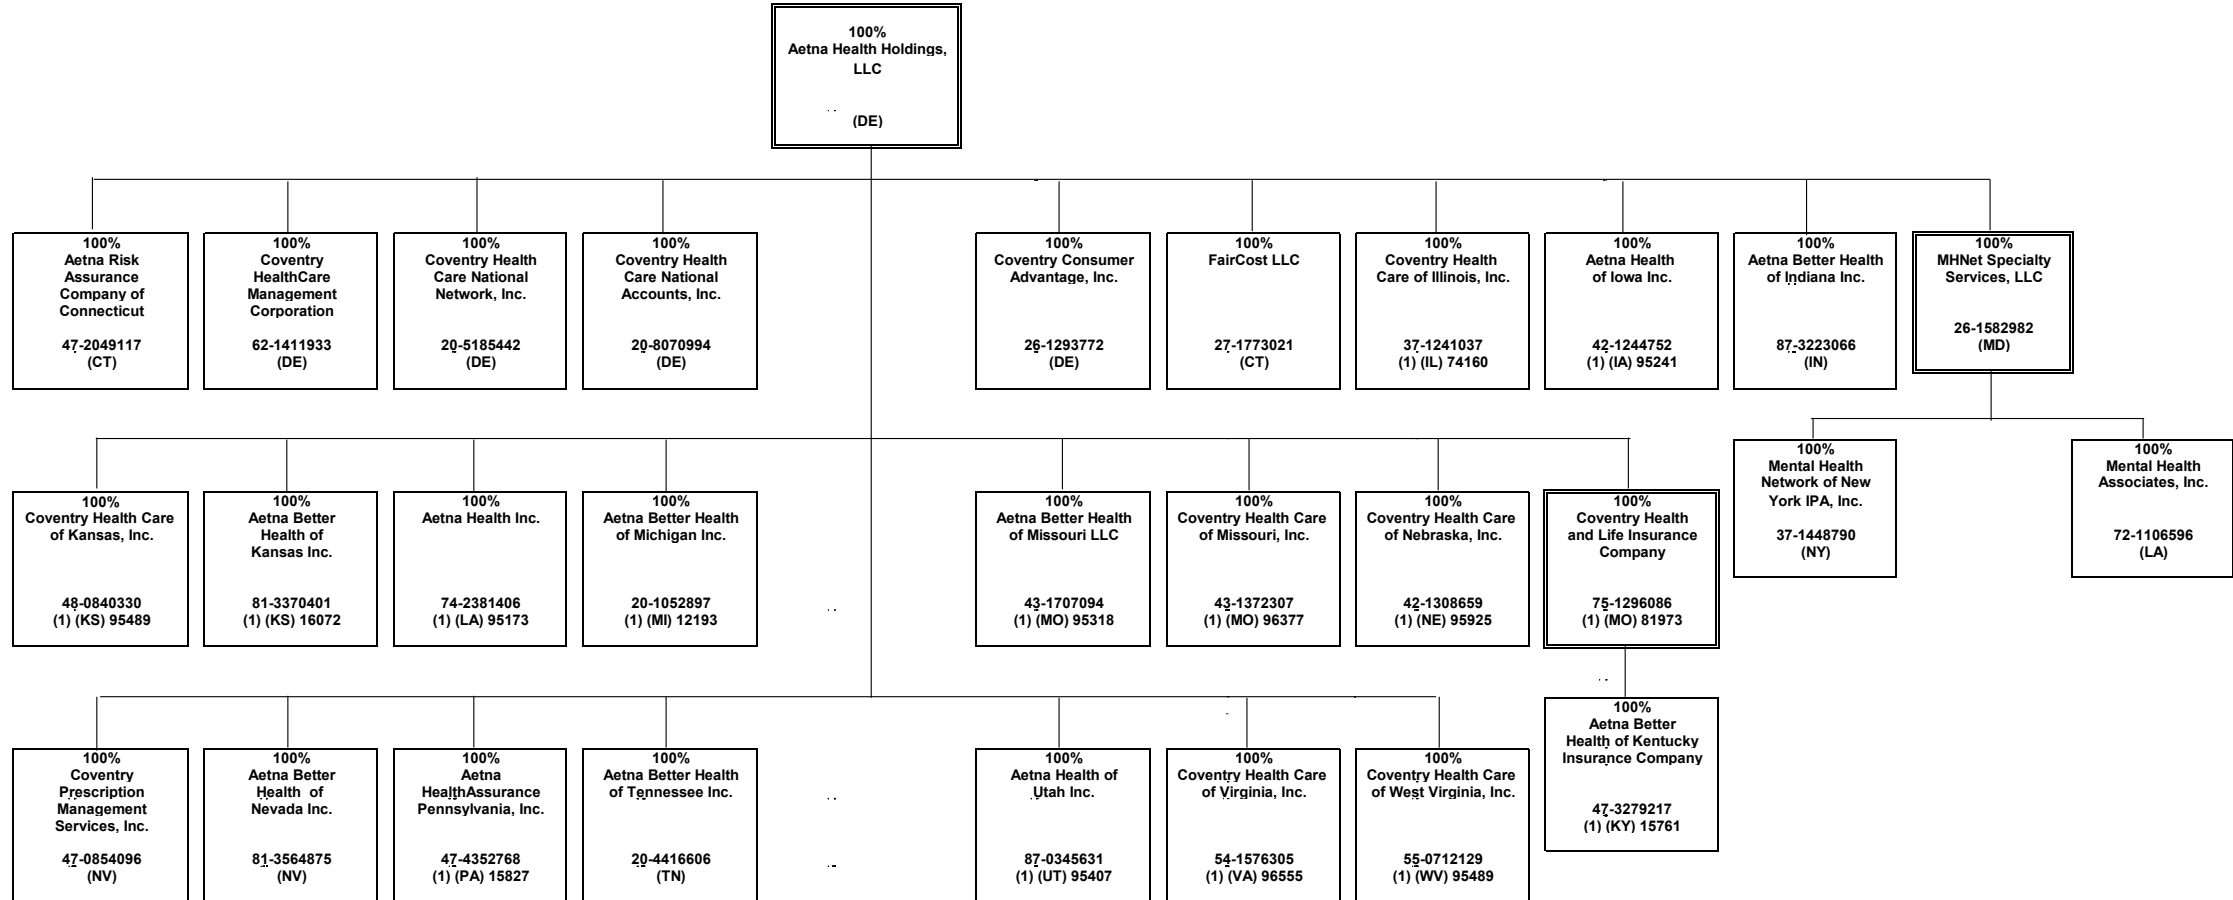 100%
Aetna Health Holdings,
LLC
(DE)
100%
Aetna Risk
Assurance
Company of
Connecticut
47-2049117
(CT)
100%
Coventry
HealthCare
Management
Corporation
62-1411933
(DE)
100%
Coventry Health
Care National
Network, Inc.
20-5185442
(DE)
100%
Coventry Health
Care National
Accounts, Inc.
20-8070994
(DE)
100%
Coventry Consumer
Advantage, Inc.
26-1293772
(DE)
100%
FairCost LLC
27-1773021
(CT)
100%
Coventry Health
Care of Illinois, Inc.
37-1241037
(1) (IL) 74160
100%
Aetna Health
of Iowa Inc.
42-1244752
(1) (IA) 95241
100%
Aetna Better Health
of Indiana Inc.
87-3223066
(IN)
100%
MHNet Specialty
Services, LLC
26-1582982
(MD)
100%
Mental Health
Network of New
York IPA, Inc.
37-1448790
(NY)
100%
Mental Health
Associates, Inc.
72-1106596
(LA)
100%
Coventry Health Care
of Kansas, Inc.
48-0840330
(1) (KS) 95489
100%
Aetna Better
Health of
Kansas Inc.
81-3370401
(1) (KS) 16072
100%
Aetna Health Inc.
74-2381406
(1) (LA) 95173
100%
Aetna Better Health
of Michigan Inc.
20-1052897
(1) (MI) 12193
100%
Aetna Better Health
of Missouri LLC
43-1707094
(1) (MO) 95318
100%
Coventry Health Care
of Missouri, Inc.
43-1372307
(1) (MO) 96377
100%
Coventry Health Care
of Nebraska, Inc.
42-1308659
(1) (NE) 95925
100%
Coventry Health
and Life Insurance
Company
75-1296086
(1) (MO) 81973
100%
Aetna Better
Health of Kentucky
Insurance Company
47-3279217
(1) (KY) 15761
100%
Coventry
Prescription
Management
Services, Inc.
47-0854096
(NV)
100%
Aetna Better
Health of
Nevada Inc.
81-3564875
(NV)
100%
Aetna
HealthAssurance
Pennsylvania, Inc.
47-4352768
(1) (PA) 15827
100%
Aetna Better Health
of Tennessee Inc.
20-4416606
(TN)
100%
Aetna Health of
Utah Inc.
87-0345631
(1) (UT) 95407
100%
Coventry Health Care
of Virginia, Inc.
54-1576305
(1) (VA) 96555
100%
Coventry Health Care
of West Virginia, Inc.
55-0712129
(1) (WV) 95489